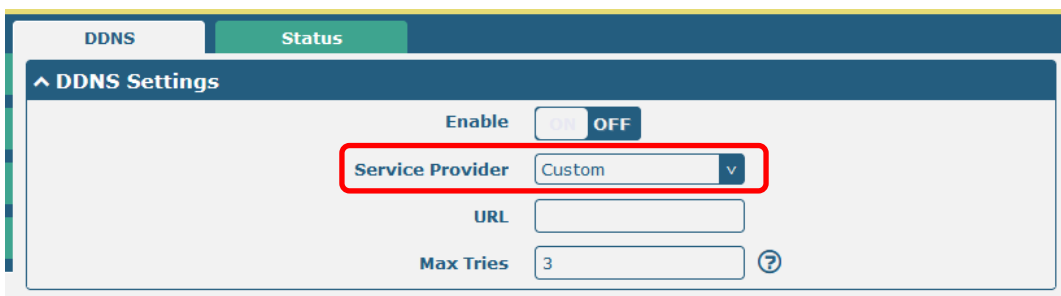 DDNS Status
^ DDNS Settings
Enable ON OFF
Service Provider Custom v
URL
Max Tries 3 ?